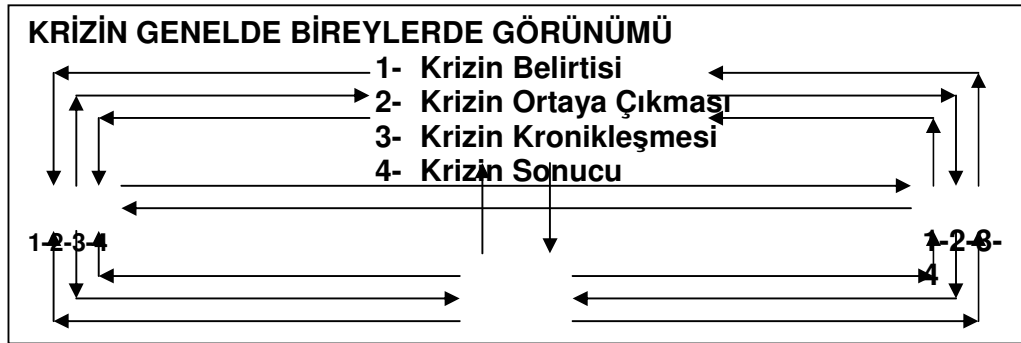 KRİZİN GENELDE BİREYLERDE GÖRÜNÜMÜ
1- Krizin Belirtisi
2- Krizin Ortaya Çıkması
3- Krizin Kronikleşmesi
4- Krizin Sonucu
1-2-3-4
1-2-3-
4